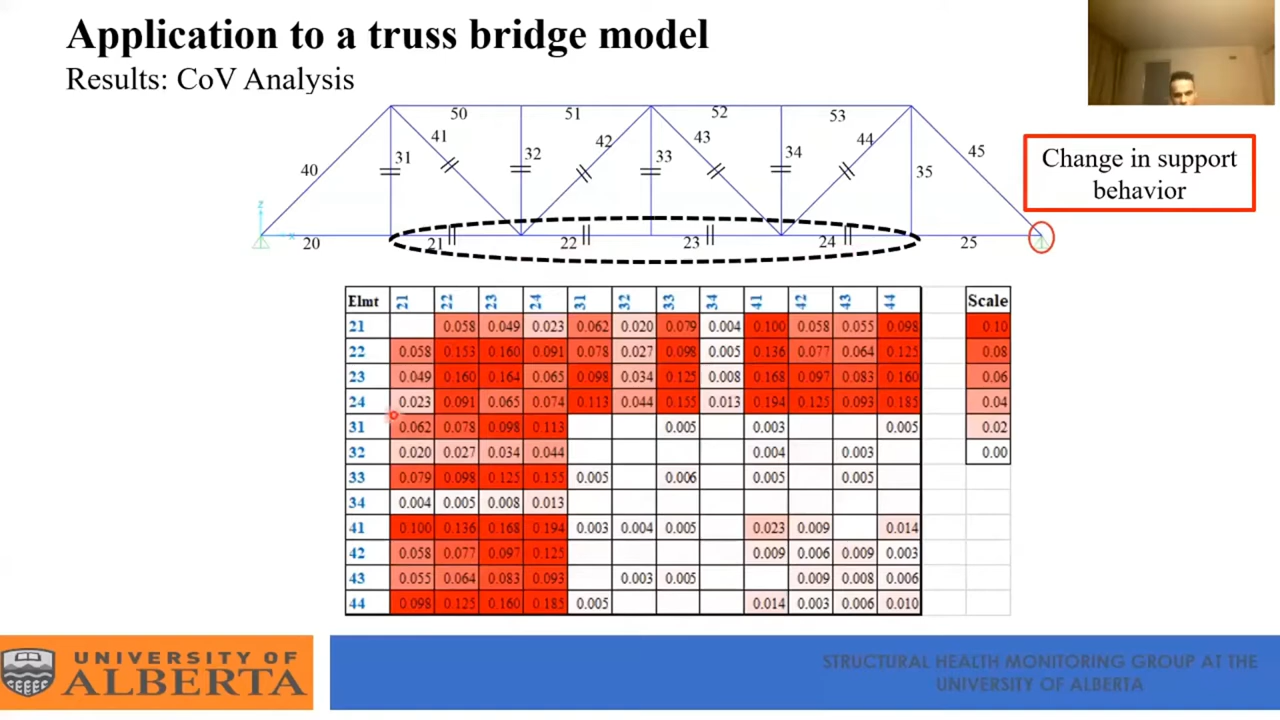 Application to a truss bridge model
Results: CoV Analysis
50 51 52 53
41 42 43 44
40 31 32 33 34 35 45
20 21 22 23 24 25
z
x
Change in support
behavior
Elmt 21 22 23 24 31 32 33 34 41 42 43 44
21 0.058 0.049 0.023 0.062 0.020 0.079 0.004 0.100 0.058 0.055 0.098
22 0.058 0.153 0.160 0.091 0.078 0.027 0.098 0.005 0.136 0.077 0.064 0.125
23 0.049 0.160 0.164 0.065 0.098 0.034 0.125 0.008 0.168 0.097 0.083 0.160
24 0.023 0.091 0.065 0.074 0.113 0.044 0.155 0.013 0.194 0.125 0.093 0.185
31 0.062 0.078 0.098 0.113 0.005 0.003 0.005
32 0.020 0.027 0.034 0.044 0.004 0.003
33 0.079 0.098 0.125 0.155 0.005 0.006 0.005 0.005
34 0.004 0.005 0.008 0.013
41 0.100 0.136 0.168 0.194 0.003 0.004 0.005 0.023 0.009 0.014
42 0.058 0.077 0.097 0.125 0.009 0.006 0.009 0.003
43 0.055 0.064 0.083 0.093 0.003 0.005 0.009 0.008 0.006
44 0.098 0.125 0.160 0.185 0.005 0.014 0.003 0.006 0.010
Scale
0.10
0.08
0.06
0.04
0.02
0.00
UNIVERSITY OF
ALBERTA
STRUCTURAL HEALTH MONITORING GROUP AT THE
UNIVERSITY OF ALBERTA